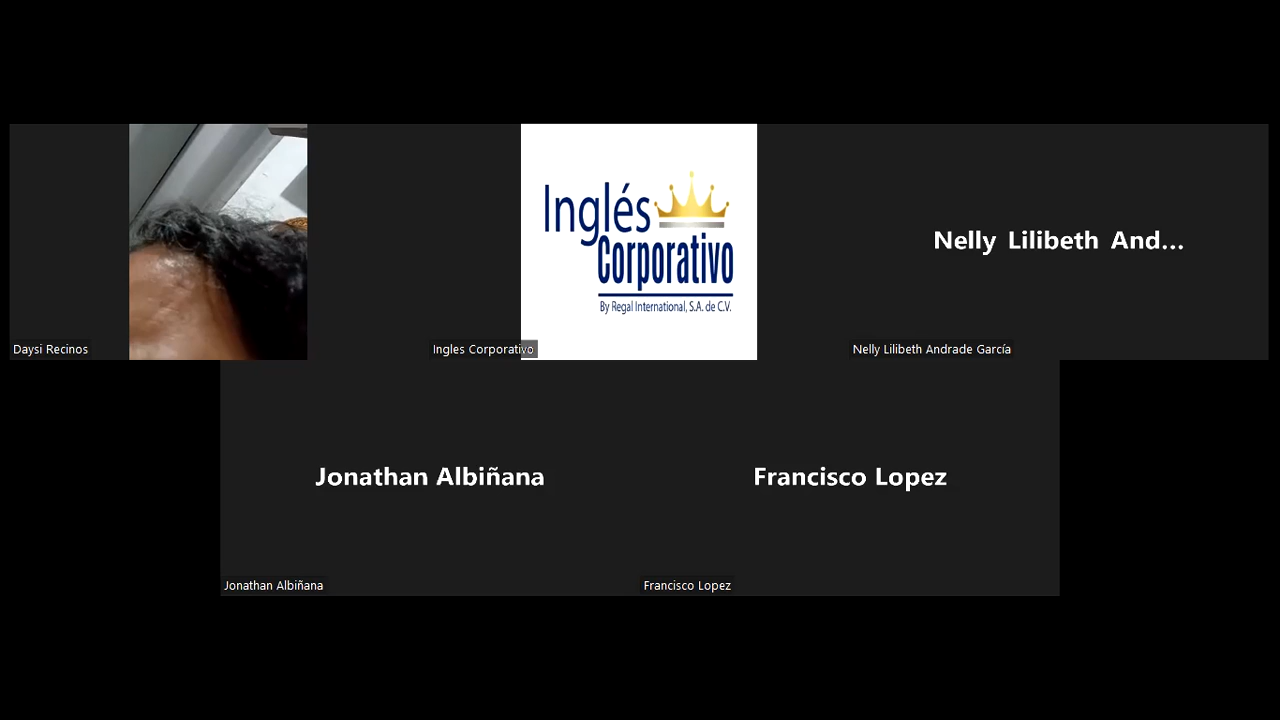 Inglés
Corporativo
By Regal International, S.A. de C.V.
Nelly Lilibeth And...
Daysi Recinos
Ingles Corporativo
Nelly Lilibeth Andrade García
Jonathan Albiñana
Francisco Lopez
Jonathan Albiñana
Francisco Lopez